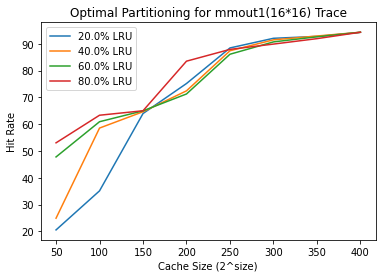 Optimal Partitioning for mmout1(16*16) Trace
20.0% LRU
40.0% LRU
60.0% LRU
80.0% LRU
90
80
70
60
50
40
30
20
Hit Rate
50 100 150 200 250 300 350 400
Cache Size (2^size)